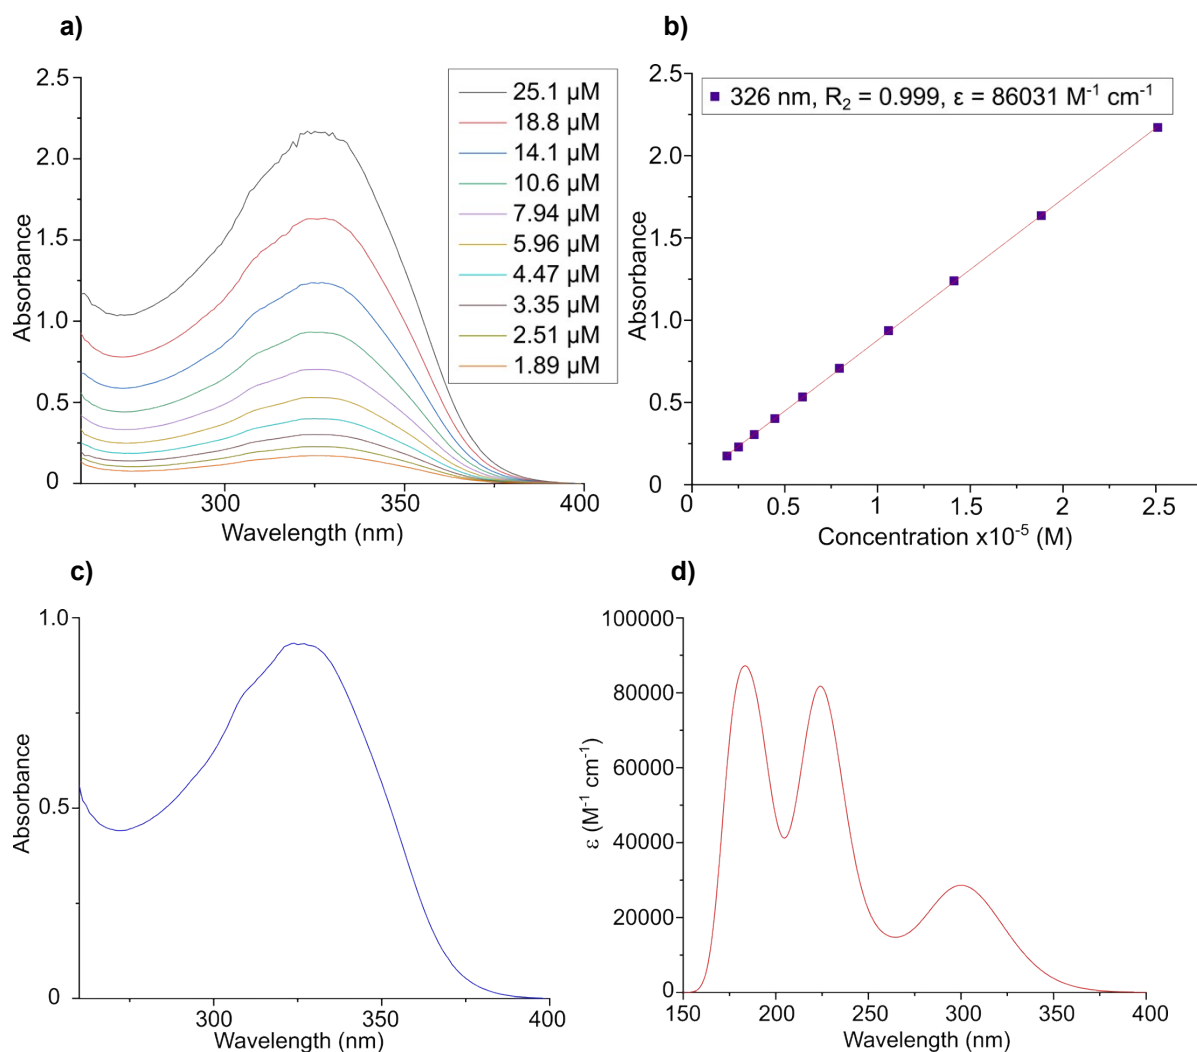 a)
2.5
2.0
1.5
1.0
0.5
0
300
350
400
Absorbance
Wavelength (nm)
25.1 µM
18.8 µM
14.1 µM
10.6 µM
7.94 µM
5.96 µM
4.47 µM
3.35 µM
2.51 µM
1.89 µM
b)
2.5
2.0
1.5
1.0
0.5
0
0
0.5
1
1.5
2
2.5
Absorbance
Concentration x10⁻⁵ (M)
326 nm, R₂ = 0.999, ε = 86031 M⁻¹ cm⁻¹
c)
1.0
0.5
0
300
350
400
Absorbance
Wavelength (nm)
d)
100000
80000
60000
40000
20000
0
150
200
250
300
350
400
ε (M⁻¹ cm⁻¹)
Wavelength (nm)